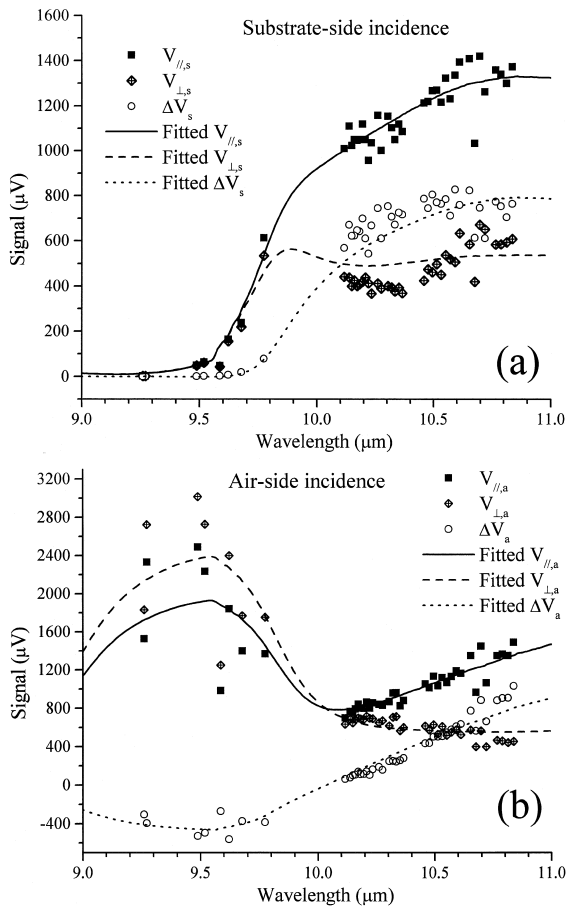 Substrate-side incidence
V//,s
V⊥,s
ΔVs
Fitted V//,s
Fitted V⊥,s
Fitted ΔVs
1600
1400
1200
1000
800
600
400
200
0
Signal (μV)
(a)
9.0 9.5 10.0 10.5 11.0
Wavelength (μm)
Air-side incidence
V//,a
V⊥,a
ΔVa
Fitted V//,a
Fitted V⊥,a
Fitted ΔVa
3200
2800
2400
2000
1600
1200
800
400
0
-400
Signal (μV)
(b)
9.0 9.5 10.0 10.5 11.0
Wavelength (μm)